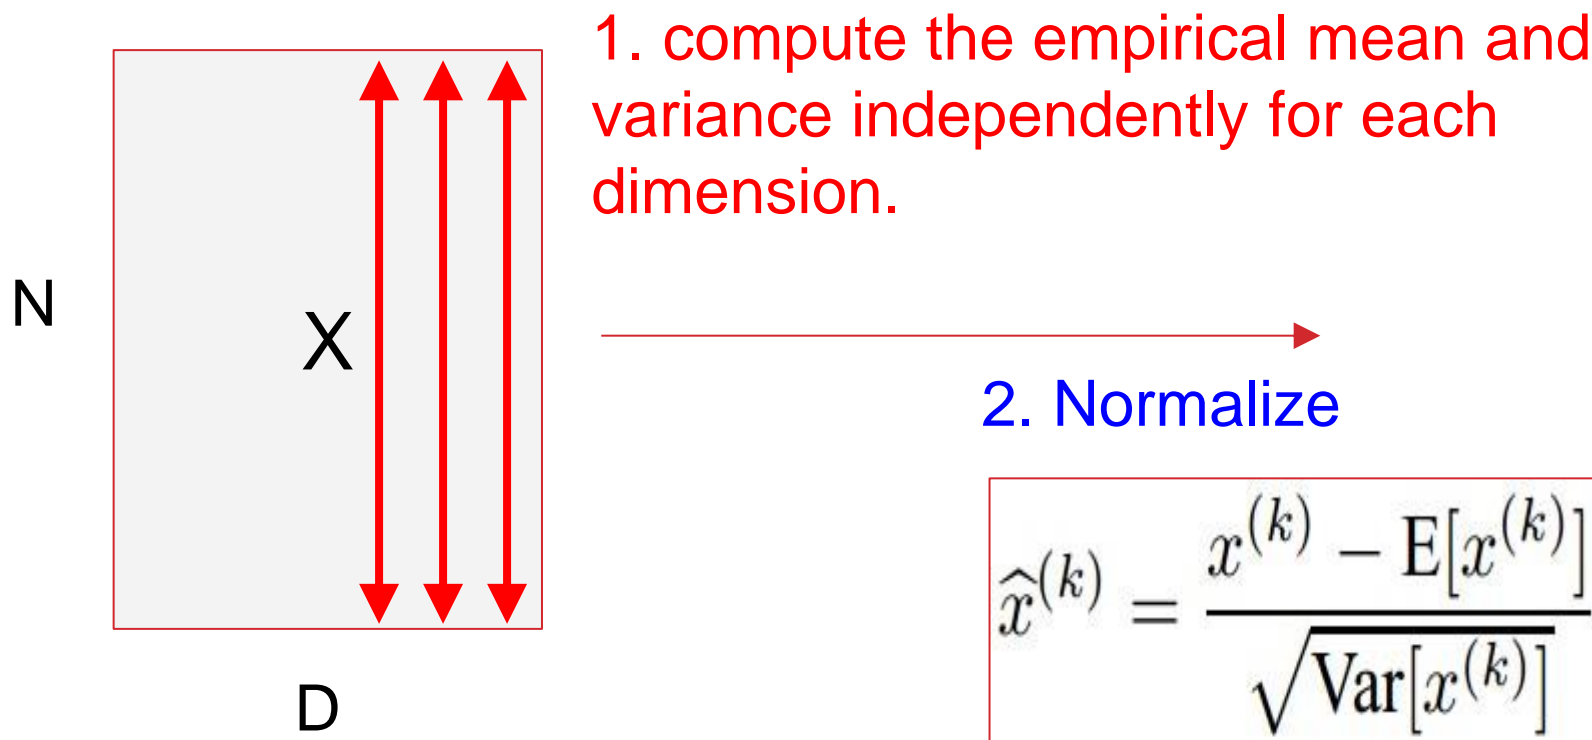 1. compute the empirical mean and
variance independently for each
dimension.
N
X
2. Normalize
x̂^(k) = (x^(k) − E[x^(k)]) / √Var[x^(k)]
D